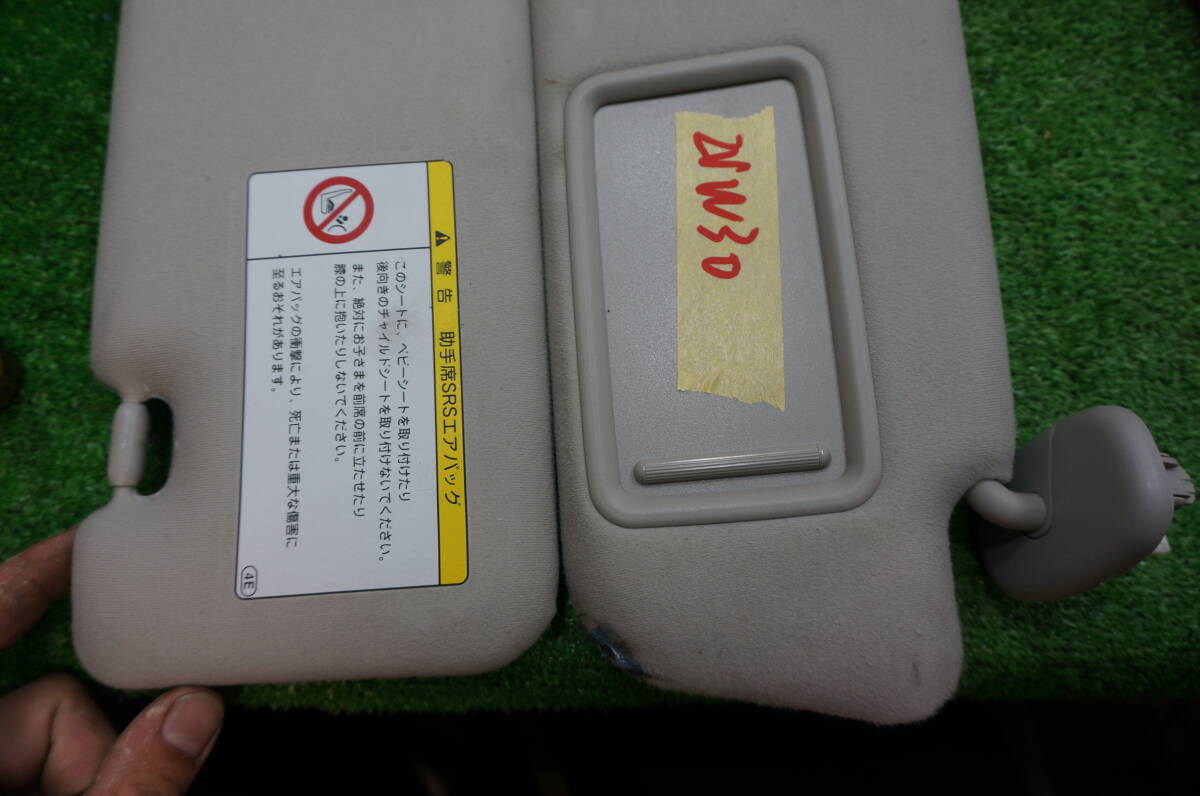 警告 助手席SRSエアバッグ
このシートに、ベビーシートを取り付けたり
後向きのチャイルドシートを取り付けないでください。
また、絶対にお子さまを前席の前に立たせたり
膝の上に抱いたりしないでください。
エアバッグの衝撃により、死亡または重大な傷害に
至るおそれがあります。
4E
ZVW30